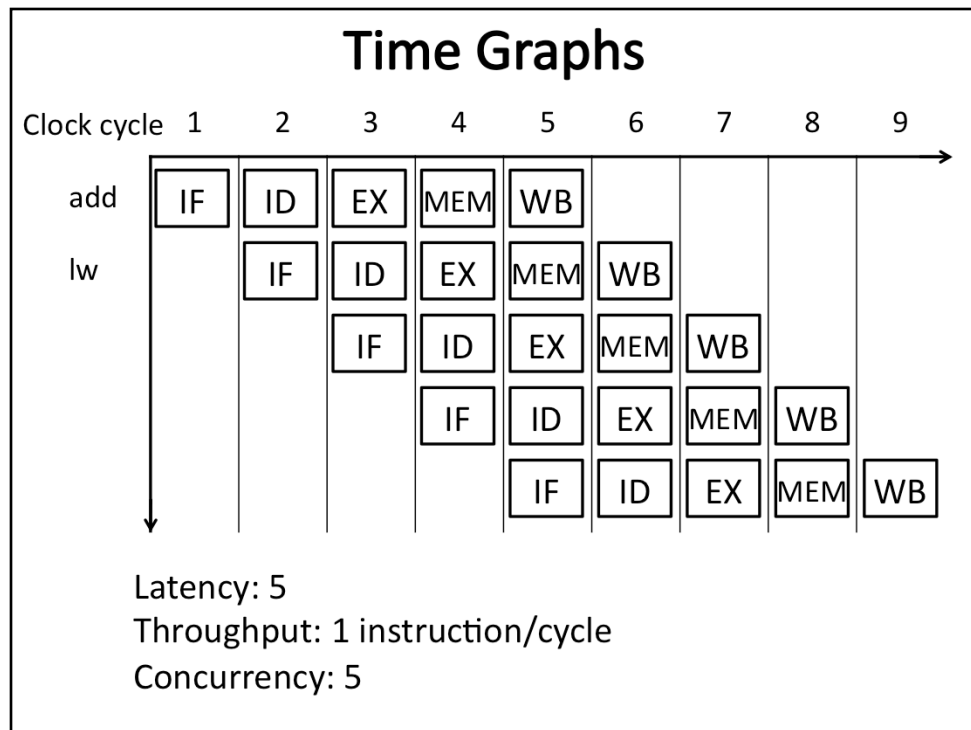 Time Graphs
Clock cycle 1 2 3 4 5 6 7 8 9
add IF ID EX MEM WB
lw IF ID EX MEM WB
IF ID EX MEM WB
IF ID EX MEM WB
IF ID EX MEM WB
Latency: 5
Throughput: 1 instruction/cycle
Concurrency: 5